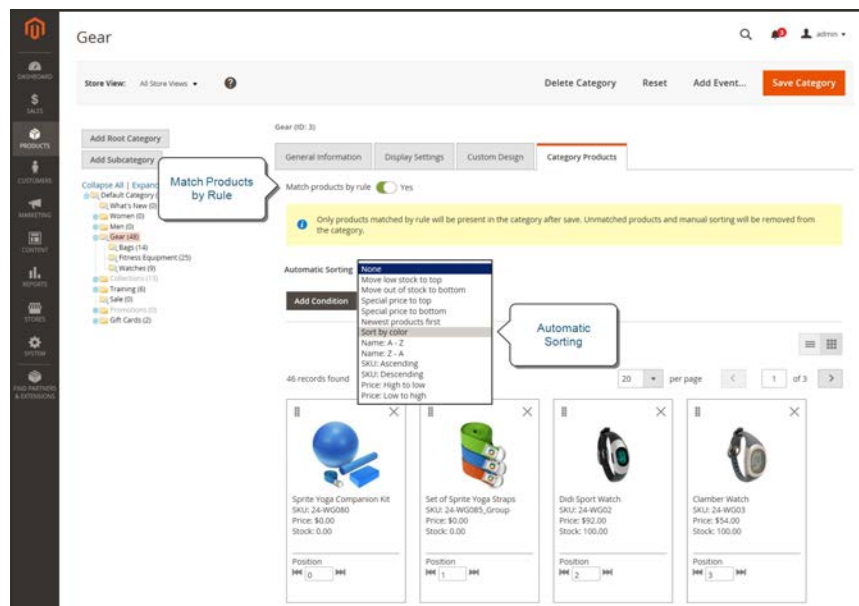 Gear
3
admin
DASHBOARD
SALES
PRODUCTS
CUSTOMERS
MARKETING
CONTENT
REPORTS
STORES
SYSTEM
FIND PARTNERS
& EXTENSIONS
Store View: All Store Views
?
Delete Category Reset Add Event... Save Category
Add Root Category
Add Subcategory
Collapse All | Expand
Default Category (
What's New (0)
Women (0)
Men (0)
Gear (48)
Bags (14)
Fitness Equipment (25)
Watches (9)
Collections (13)
Training (6)
Sale (0)
Promotions (0)
Gift Cards (2)
Match Products
by Rule
Gear (ID: 3)
General Information Display Settings Custom Design Category Products
Match products by rule Yes
Only products matched by rule will be present in the category after save. Unmatched products and manual sorting will be removed from
the category.
Automatic Sorting
None
Move low stock to top
Move out of stock to bottom
Special price to top
Special price to bottom
Newest products first
Sort by color
Name: A - Z
Name: Z - A
SKU: Ascending
SKU: Descending
Price: High to low
Price: Low to high
Add Condition
Automatic
Sorting
46 records found
20 per page 1 of 3
Sprite Yoga Companion Kit
SKU: 24-WG080
Price: $0.00
Stock: 0.00
Position
0
Set of Sprite Yoga Straps
SKU: 24-WG085_Group
Price: $0.00
Stock: 0.00
Position
1
Didi Sport Watch
SKU: 24-WG02
Price: $92.00
Stock: 100.00
Position
2
Clamber Watch
SKU: 24-WG03
Price: $54.00
Stock: 100.00
Position
3